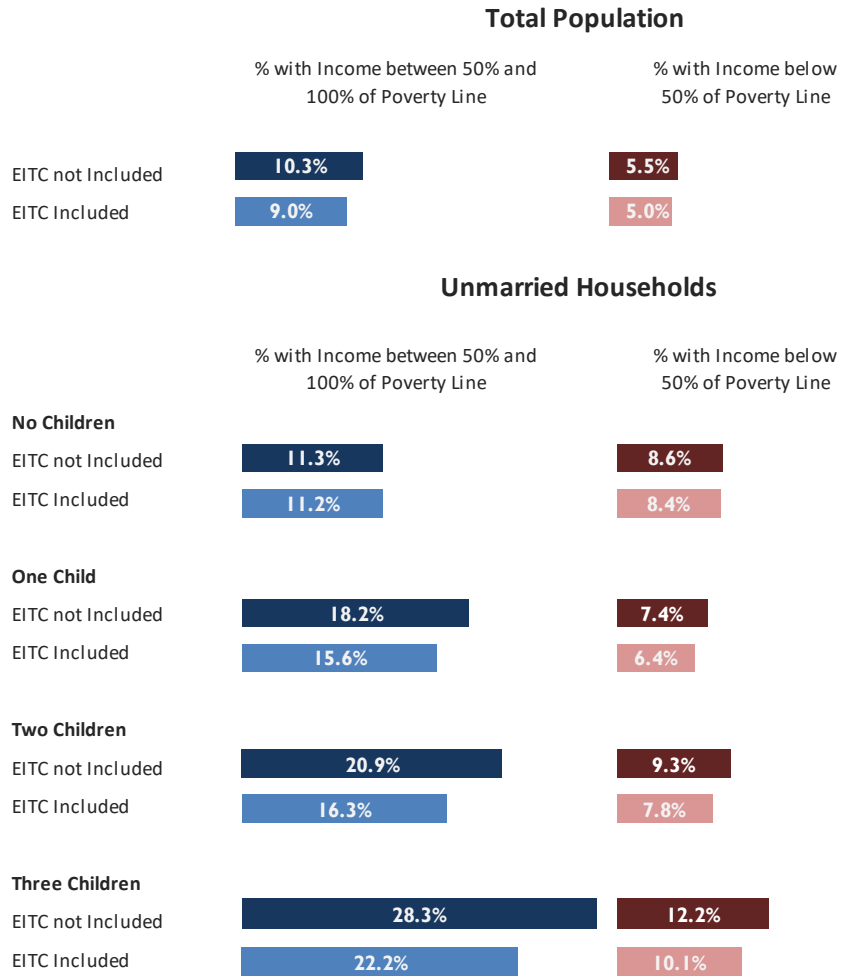 Total Population
% with Income between 50% and
100% of Poverty Line
% with Income below
50% of Poverty Line
EITC not Included 10.3% 5.5%
EITC Included 9.0% 5.0%
Unmarried Households
% with Income between 50% and
100% of Poverty Line
% with Income below
50% of Poverty Line
No Children
EITC not Included 11.3% 8.6%
EITC Included 11.2% 8.4%
One Child
EITC not Included 18.2% 7.4%
EITC Included 15.6% 6.4%
Two Children
EITC not Included 20.9% 9.3%
EITC Included 16.3% 7.8%
Three Children
EITC not Included 28.3% 12.2%
EITC Included 22.2% 10.1%